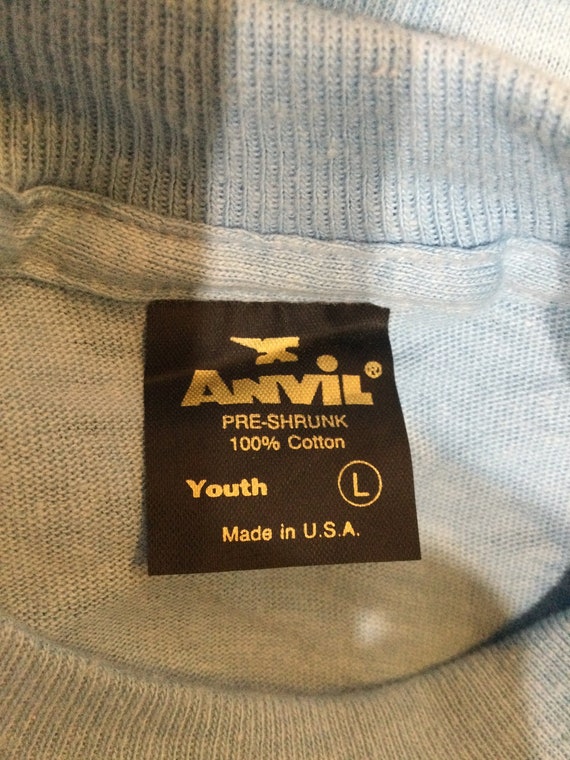 ANViL®
PRE-SHRUNK
100% Cotton
Youth L
Made in U.S.A.